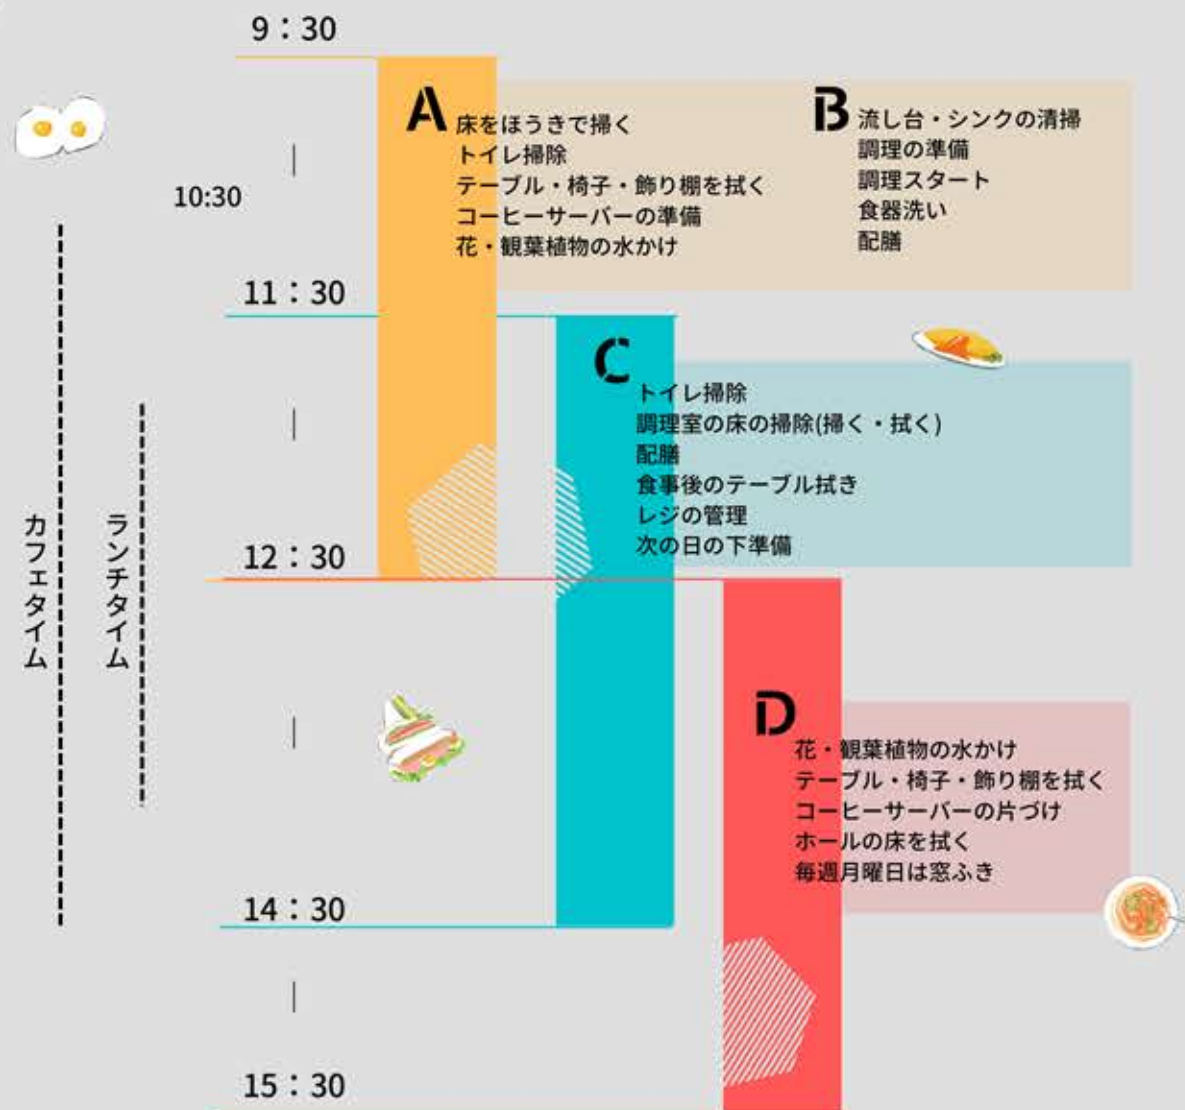 9：30
A
床をほうきで掃く
トイレ掃除
テーブル・椅子・飾り棚を拭く
コーヒーサーバーの準備
花・観葉植物の水かけ
B
流し台・シンクの清掃
調理の準備
調理スタート
食器洗い
配膳
10:30
11：30
C
トイレ掃除
調理室の床の掃除(掃く・拭く)
配膳
食事後のテーブル拭き
レジの管理
次の日の下準備
カフェタイム
ランチタイム
12：30
D
花・観葉植物の水かけ
テーブル・椅子・飾り棚を拭く
コーヒーサーバーの片づけ
ホールの床を拭く
毎週月曜日は窓ふき
14：30
15：30